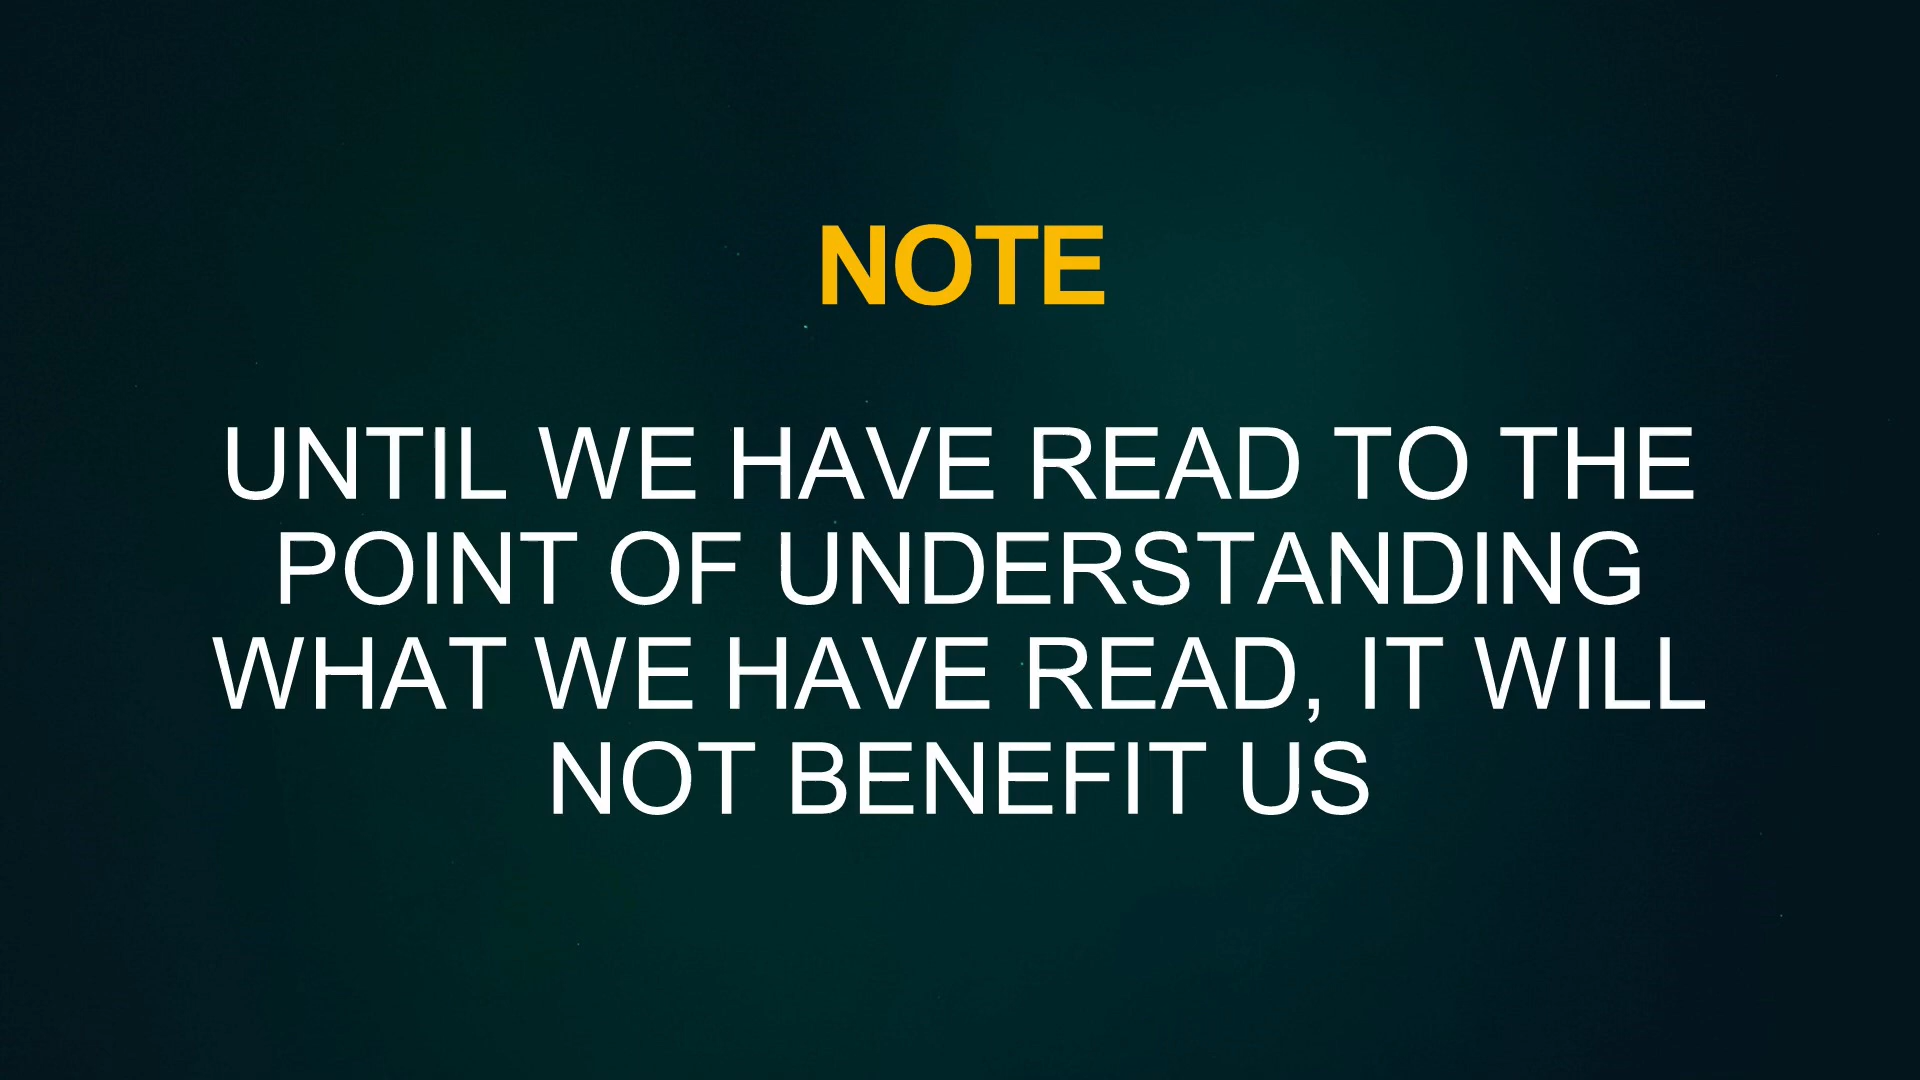 NOTE
UNTIL WE HAVE READ TO THE
POINT OF UNDERSTANDING
WHAT WE HAVE READ, IT WILL
NOT BENEFIT US